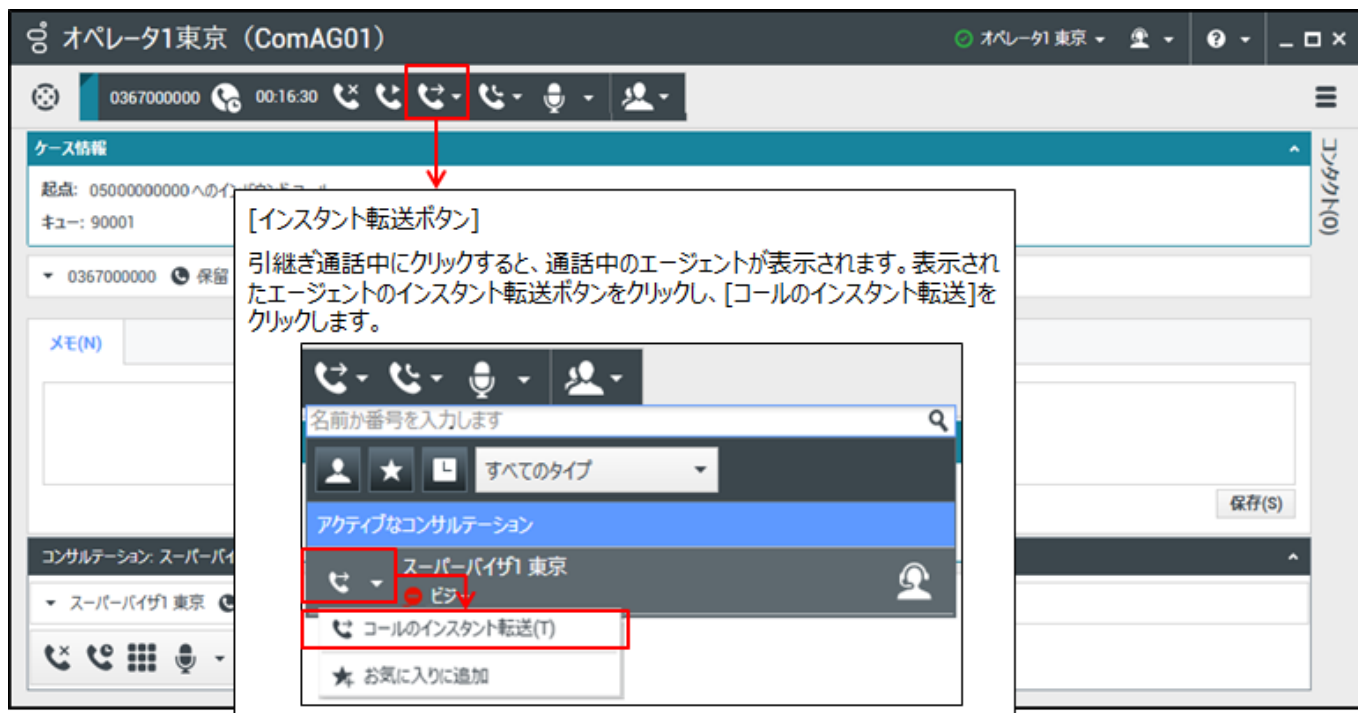 オペレータ1東京（ComAG01）
オペレータ1 東京
0367000000 00:16:30
ケース情報
起点: 05000000000へのインバウンドコール
キュー: 90001
コンタクト(0)
0367000000 保留
[インスタント転送ボタン]
引継ぎ通話中にクリックすると、通話中のエージェントが表示されます。表示され
たエージェントのインスタント転送ボタンをクリックし、[コールのインスタント転送]を
クリックします。
メモ(N)
名前か番号を入力します
すべてのタイプ
アクティブなコンサルテーション
スーパーバイザ1 東京
ビジー
コールのインスタント転送(T)
お気に入りに追加
保存(S)
コンサルテーション: スーパーバイ
スーパーバイザ1 東京